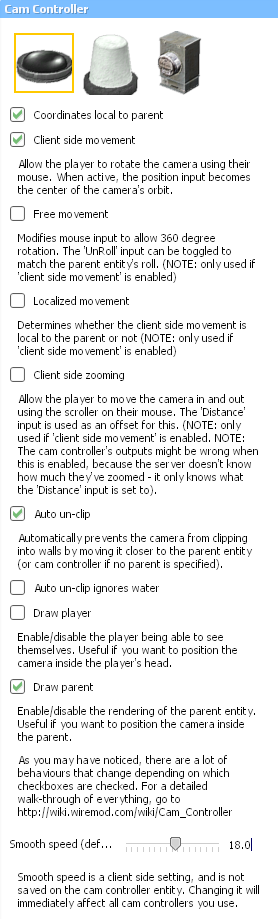 Cam Controller
Coordinates local to parent
Client side movement
Allow the player to rotate the camera using their
mouse. When active, the position input becomes
the center of the camera's orbit.
Free movement
Modifies mouse input to allow 360 degree
rotation. The 'UnRoll' input can be toggled to
match the parent entity's roll. (NOTE: only used if
'client side movement' is enabled)
Localized movement
Determines whether the client side movement is
local to the parent or not (NOTE: only used if
'client side movement' is enabled)
Client side zooming
Allow the player to move the camera in and out
using the scroller on their mouse. The 'Distance'
input is used as an offset for this. (NOTE: only
used if 'client side movement' is enabled. NOTE:
The cam controller's outputs might be wrong when
this is enabled, because the server doesn't know
how much they've zoomed - it only knows what
the 'Distance' input is set to).
Auto un-clip
Automatically prevents the camera from clipping
into walls by moving it closer to the parent entity
(or cam controller if no parent is specified).
Auto un-clip ignores water
Draw player
Enable/disable the player being able to see
themselves. Useful if you want to position the
camera inside the player's head.
Draw parent
Enable/disable the rendering of the parent entity.
Useful if you want to position the camera inside
the parent.
As you may have noticed, there are a lot of
behaviours that change depending on which
checkboxes are checked. For a detailed
walk-through of everything, go to
http://wiki.wiremod.com/wiki/Cam_Controller
Smooth speed (def... 18.0
Smooth speed is a client side setting, and is
not saved on the cam controller entity. Changing it will
immediately affect all cam controllers you use.